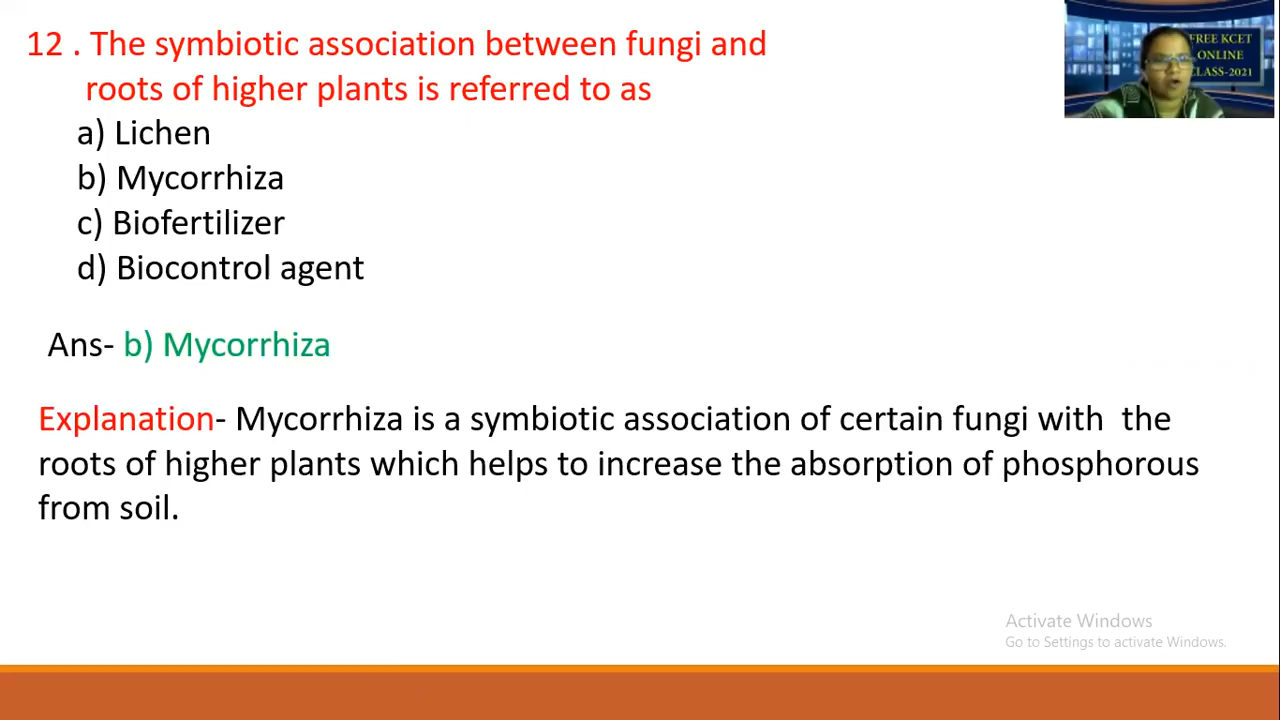 12 . The symbiotic association between fungi and
roots of higher plants is referred to as
a) Lichen
b) Mycorrhiza
c) Biofertilizer
d) Biocontrol agent
Ans- b) Mycorrhiza
Explanation- Mycorrhiza is a symbiotic association of certain fungi with the
roots of higher plants which helps to increase the absorption of phosphorous
from soil.
FREE KCET
ONLINE
CLASS-2021
Activate Windows
Go to Settings to activate Windows.